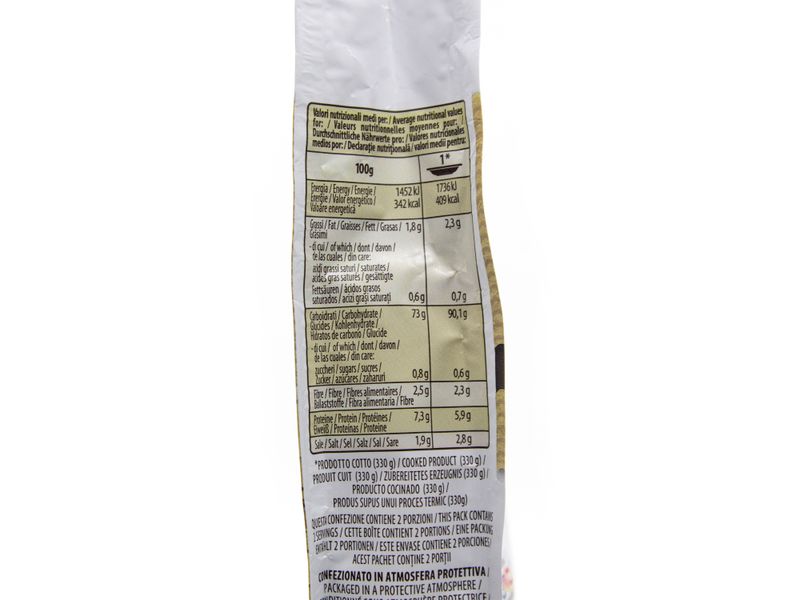 Valori nutrizionali medi per: / Average nutritional values
for: / Valeurs nutritionnelles moyennes pour: /
Durchschnittliche Nährwerte pro: / Valores nutricionales
medios por: / Declarație nutrițională / valori medii pentru:
100g 1*
Energia / Energy / Energie / 1452 kJ 1736 kJ
Énergie / Valor energético / 342 kcal 409 kcal
Valoare energetică
Grassi / Fat / Graisses / Fett / Grasas / 1,8 g 2,3 g
Grăsimi
- di cui / of which / dont / davon /
de las cuales / din care:
acidi grassi saturi / saturates /
acides gras saturés / gesättigte
Fettsäuren / ácidos grasos
saturados / acizi grași saturați 0,6 g 0,7 g
Carboidrati / Carbohydrate / 73 g 90,1 g
Glucides / Kohlenhydrate /
Hidratos de carbono / Glucide
- di cui / of which / dont / davon /
de las cuales / din care:
zuccheri / sugars / sucres /
Zucker / azúcares / zaharuri 0,8 g 0,6 g
Fibre / Fibre / Fibres alimentaires / 2,5 g 2,3 g
Ballaststoffe / Fibra alimentaria / Fibre
Proteine / Protein / Protéines / 7,3 g 5,9 g
Eiweiß / Proteínas / Proteine
Sale / Salt / Sel / Salz / Sal / Sare 1,9 g 2,8 g
*PRODOTTO COTTO (330 g) / COOKED PRODUCT (330 g) /
PRODUIT CUIT (330 g) / ZUBEREITETES ERZEUGNIS (330 g) /
PRODUCTO COCINADO (330 g) /
PRODUS SUPUS UNUI PROCES TERMIC (330g)
QUESTA CONFEZIONE CONTIENE 2 PORZIONI / THIS PACK CONTAINS
2 SERVINGS / CETTE BOÎTE CONTIENT 2 PORTIONS / EINE PACKUNG
ENTHÄLT 2 PORTIONEN / ESTE ENVASE CONTIENE 2 PORCIONES /
ACEST PACHET CONȚINE 2 PORȚII
CONFEZIONATO IN ATMOSFERA PROTETTIVA /
PACKAGED IN A PROTECTIVE ATMOSPHERE /
CONDITIONNÉ SOUS ATMOSPHÈRE PROTECTRICE /